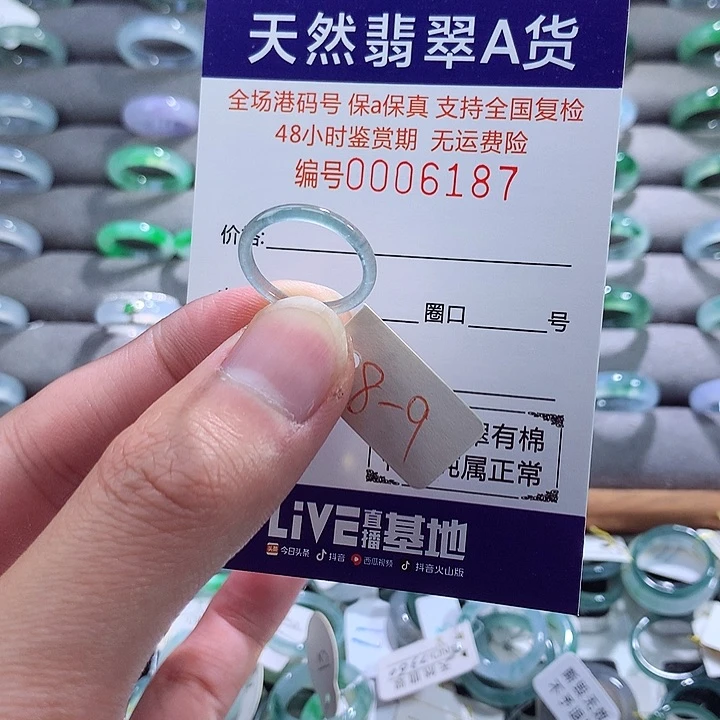 天然翡翠A货
全场港码号 保a保真 支持全国复检
48小时鉴赏期 无运费险
编号0006187
价格:
圈口 号
8-9
翠有棉
属正常
LiVE直播基地
今日头条 抖音 西瓜视频 抖音火山版